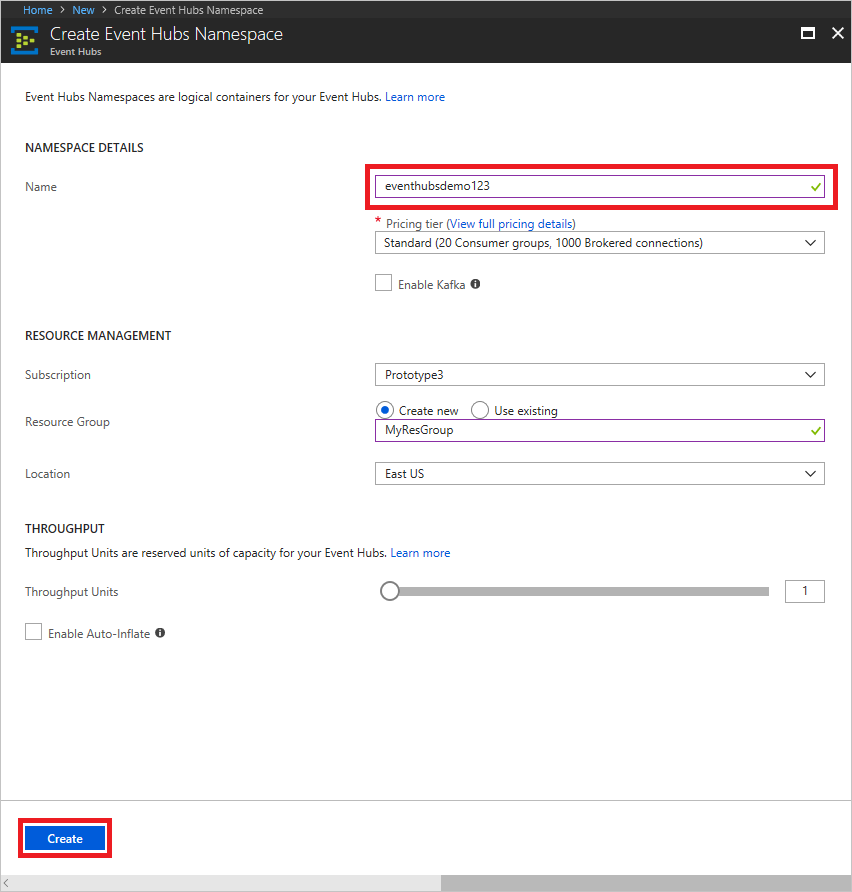 Home > New > Create Event Hubs Namespace
Create Event Hubs Namespace
Event Hubs
Event Hubs Namespaces are logical containers for your Event Hubs. Learn more
NAMESPACE DETAILS
Name
eventhubsdemo123
* Pricing tier (View full pricing details)
Standard (20 Consumer groups, 1000 Brokered connections)
Enable Kafka
RESOURCE MANAGEMENT
Subscription
Prototype3
Resource Group
Create new Use existing
MyResGroup
Location
East US
THROUGHPUT
Throughput Units are reserved units of capacity for your Event Hubs. Learn more
Throughput Units
1
Enable Auto-Inflate
Create